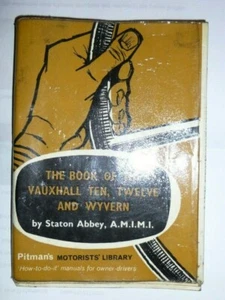 THE BOOK OF THE
VAUXHALL TEN, TWELVE
AND WYVERN
by Staton Abbey, A.M.I.M.I.
Pitman's MOTORISTS' LIBRARY
'How-to-do-it' manuals for owner drivers